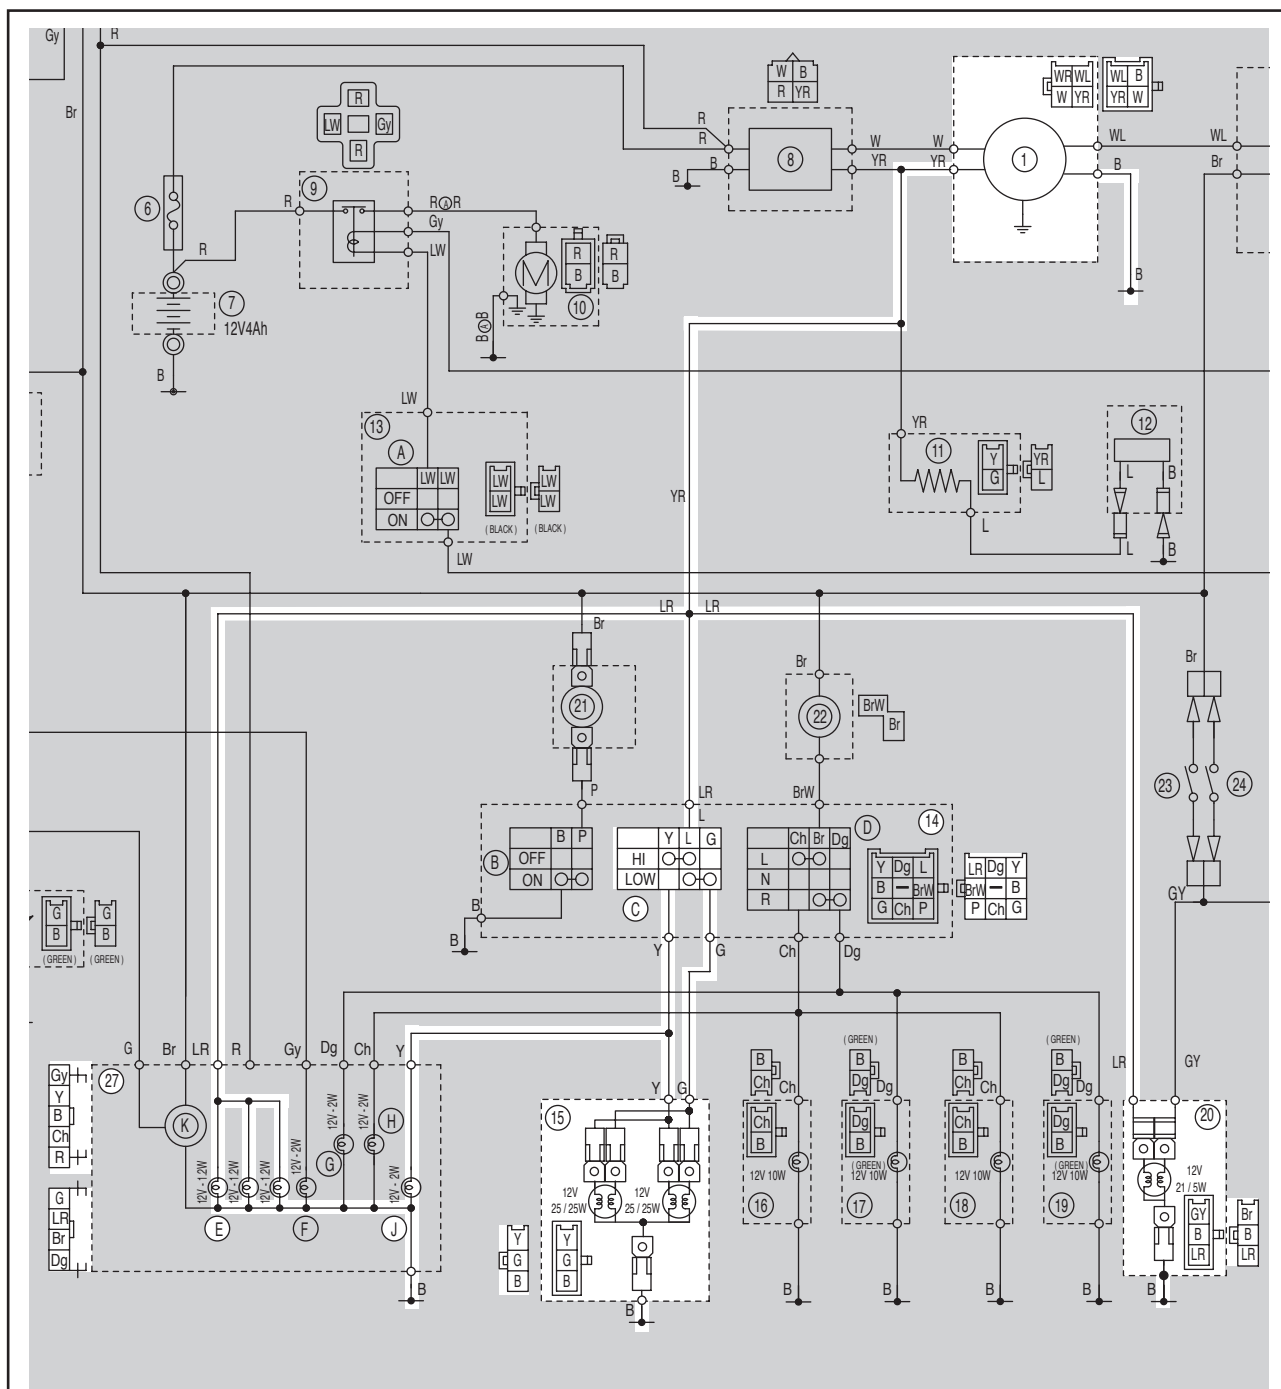 Gy
R
Br
R
LW
Gy
R
9
6
R
R
R Ⓐ R
Gy
LW
7
12V4Ah
B
R
B
R
B
10
B Ⓐ B
W B
R YR
R
R
B
B
8
W
YR
W
YR
1
WR WL
W YR
WL B
YR W
WL
B
B
WL
Br
LW
13
A
LW LW
OFF
ON
LW
LW
LW
LW
( BLACK )
( BLACK )
LW
YR
YR
11
Y
G
YR
L
L
12
L
B
L
B
LR
LR
Br
21
P
Br
22
BrW
Br
BrW
Br
23
24
GY
LR
L
B
B P
OFF
ON
B
B
Y L G
HI
LOW
C
Ch Br Dg
L
N
R
D
14
Y Dg L
B BrW
G Ch P
LR Dg Y
BrW B
P Ch G
Y
G
Ch
Dg
G
B
G
B
( GREEN )
( GREEN )
G
Br
LR
R
Gy
Dg
Ch
Y
27
Gy
Y
B
Ch
R
G
LR
Br
Dg
K
12V - 1.2W
12V - 1.2W
12V - 1.2W
12V - 2W
12V - 2W
12V - 2W
12V - 2W
G
H
E
F
J
B
Y
G
15
12V
25 / 25W
12V
25 / 25W
Y
G
B
Y
G
B
B
B
Ch
Ch
Ch
B
12V 10W
16
B
( GREEN )
B
Dg
Dg
Dg
B
( GREEN )
12V 10W
17
B
B
Ch
Ch
Ch
B
12V 10W
18
B
( GREEN )
B
Dg
Dg
Dg
B
( GREEN )
12V 10W
19
B
LR
GY
20
12V
21 / 5W
GY
B
LR
Br
B
LR
B